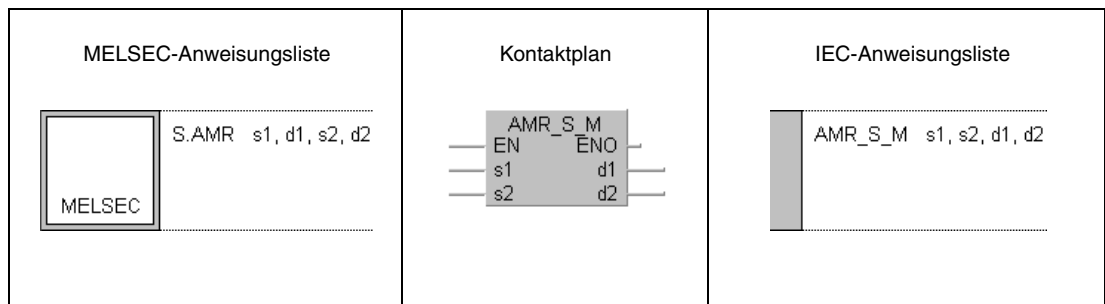 MELSEC-Anweisungsliste
S.AMR s1, d1, s2, d2
MELSEC
Kontaktplan
AMR_S_M
EN ENO
s1 d1
s2 d2
IEC-Anweisungsliste
AMR_S_M s1, s2, d1, d2